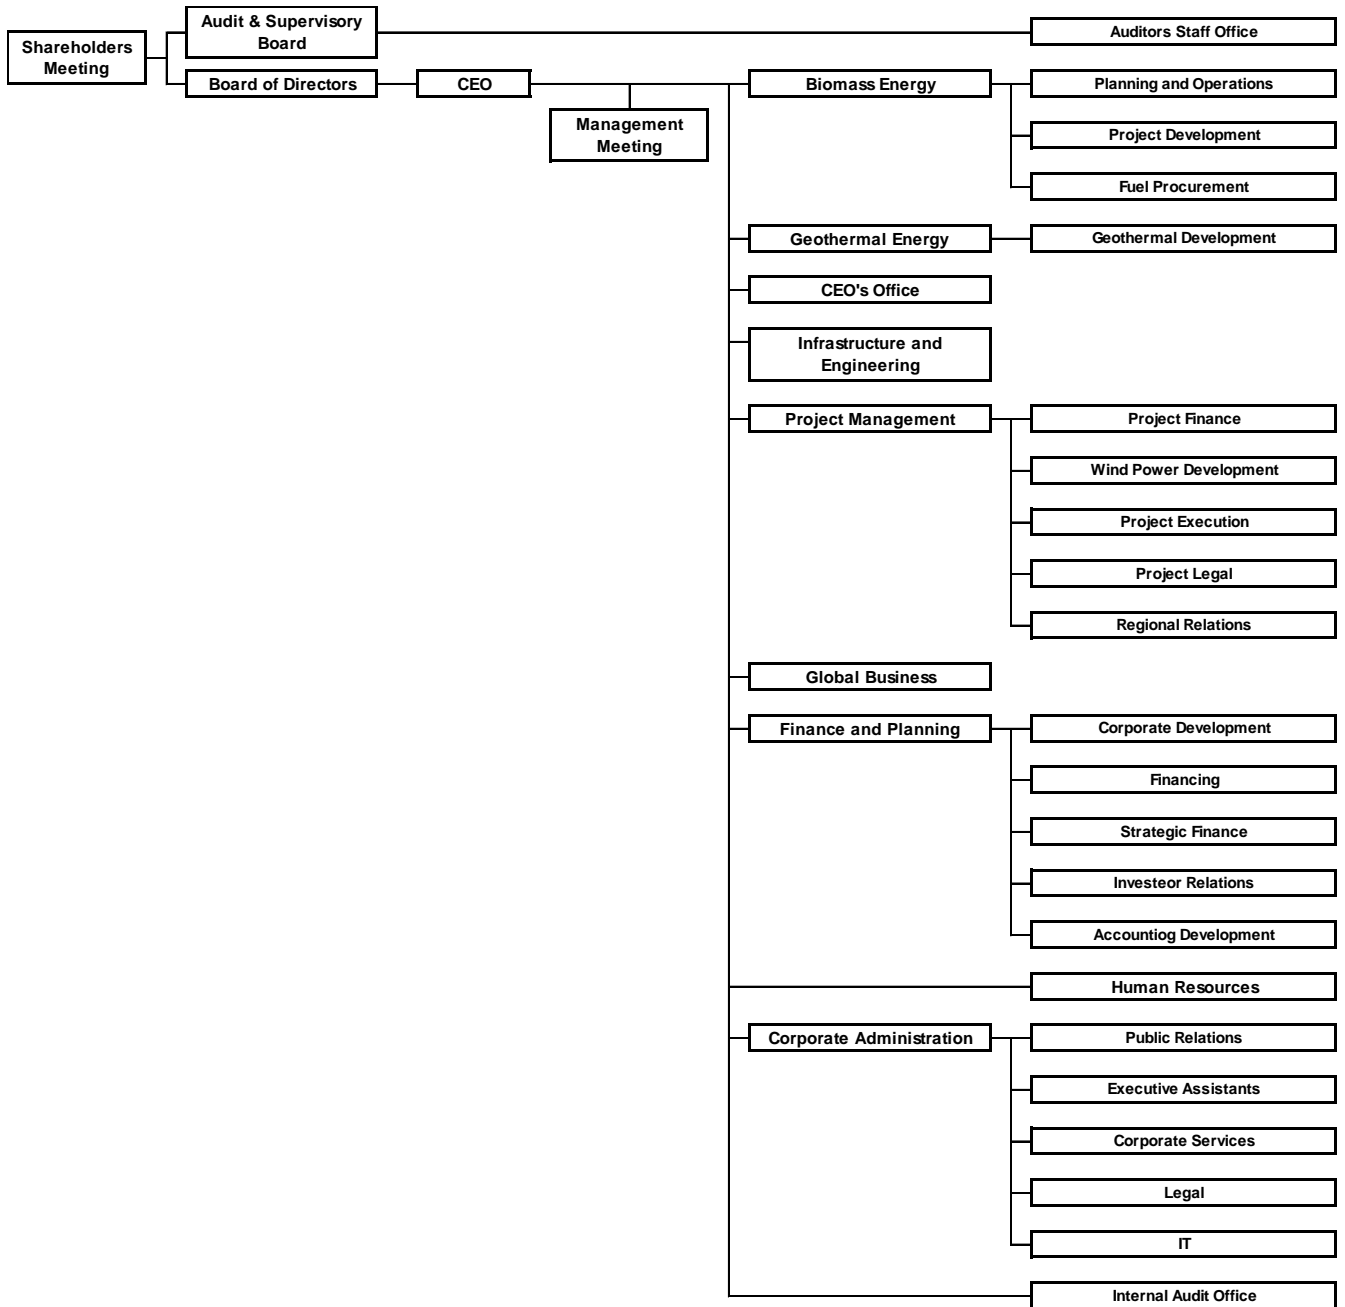 Audit & Supervisory
Board
Auditors Staff Office
Shareholders
Meeting
Board of Directors
CEO
Biomass Energy
Planning and Operations
Management
Meeting
Project Development
Fuel Procurement
Geothermal Energy
Geothermal Development
CEO's Office
Infrastructure and
Engineering
Project Management
Project Finance
Wind Power Development
Project Execution
Project Legal
Regional Relations
Global Business
Finance and Planning
Corporate Development
Financing
Strategic Finance
Investeor Relations
Accountiog Development
Human Resources
Corporate Administration
Public Relations
Executive Assistants
Corporate Services
Legal
IT
Internal Audit Office